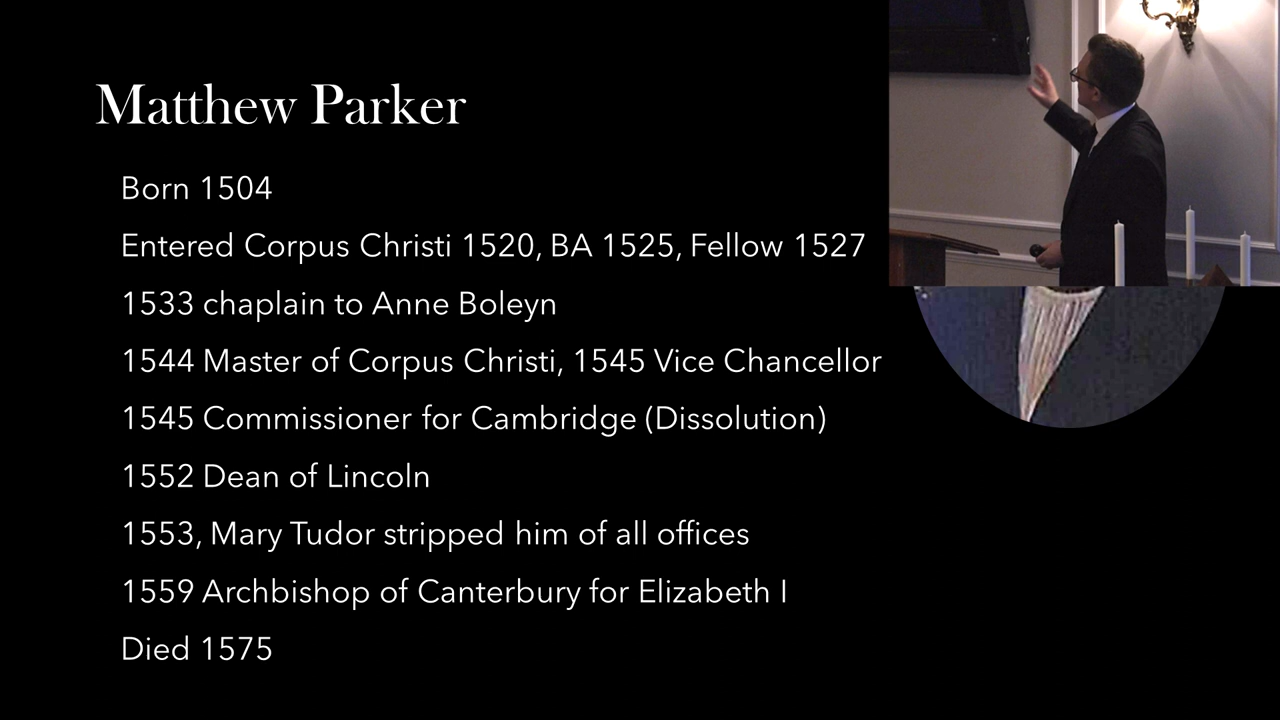 Matthew Parker
Born 1504
Entered Corpus Christi 1520, BA 1525, Fellow 1527
1533 chaplain to Anne Boleyn
1544 Master of Corpus Christi, 1545 Vice Chancellor
1545 Commissioner for Cambridge (Dissolution)
1552 Dean of Lincoln
1553, Mary Tudor stripped him of all offices
1559 Archbishop of Canterbury for Elizabeth I
Died 1575